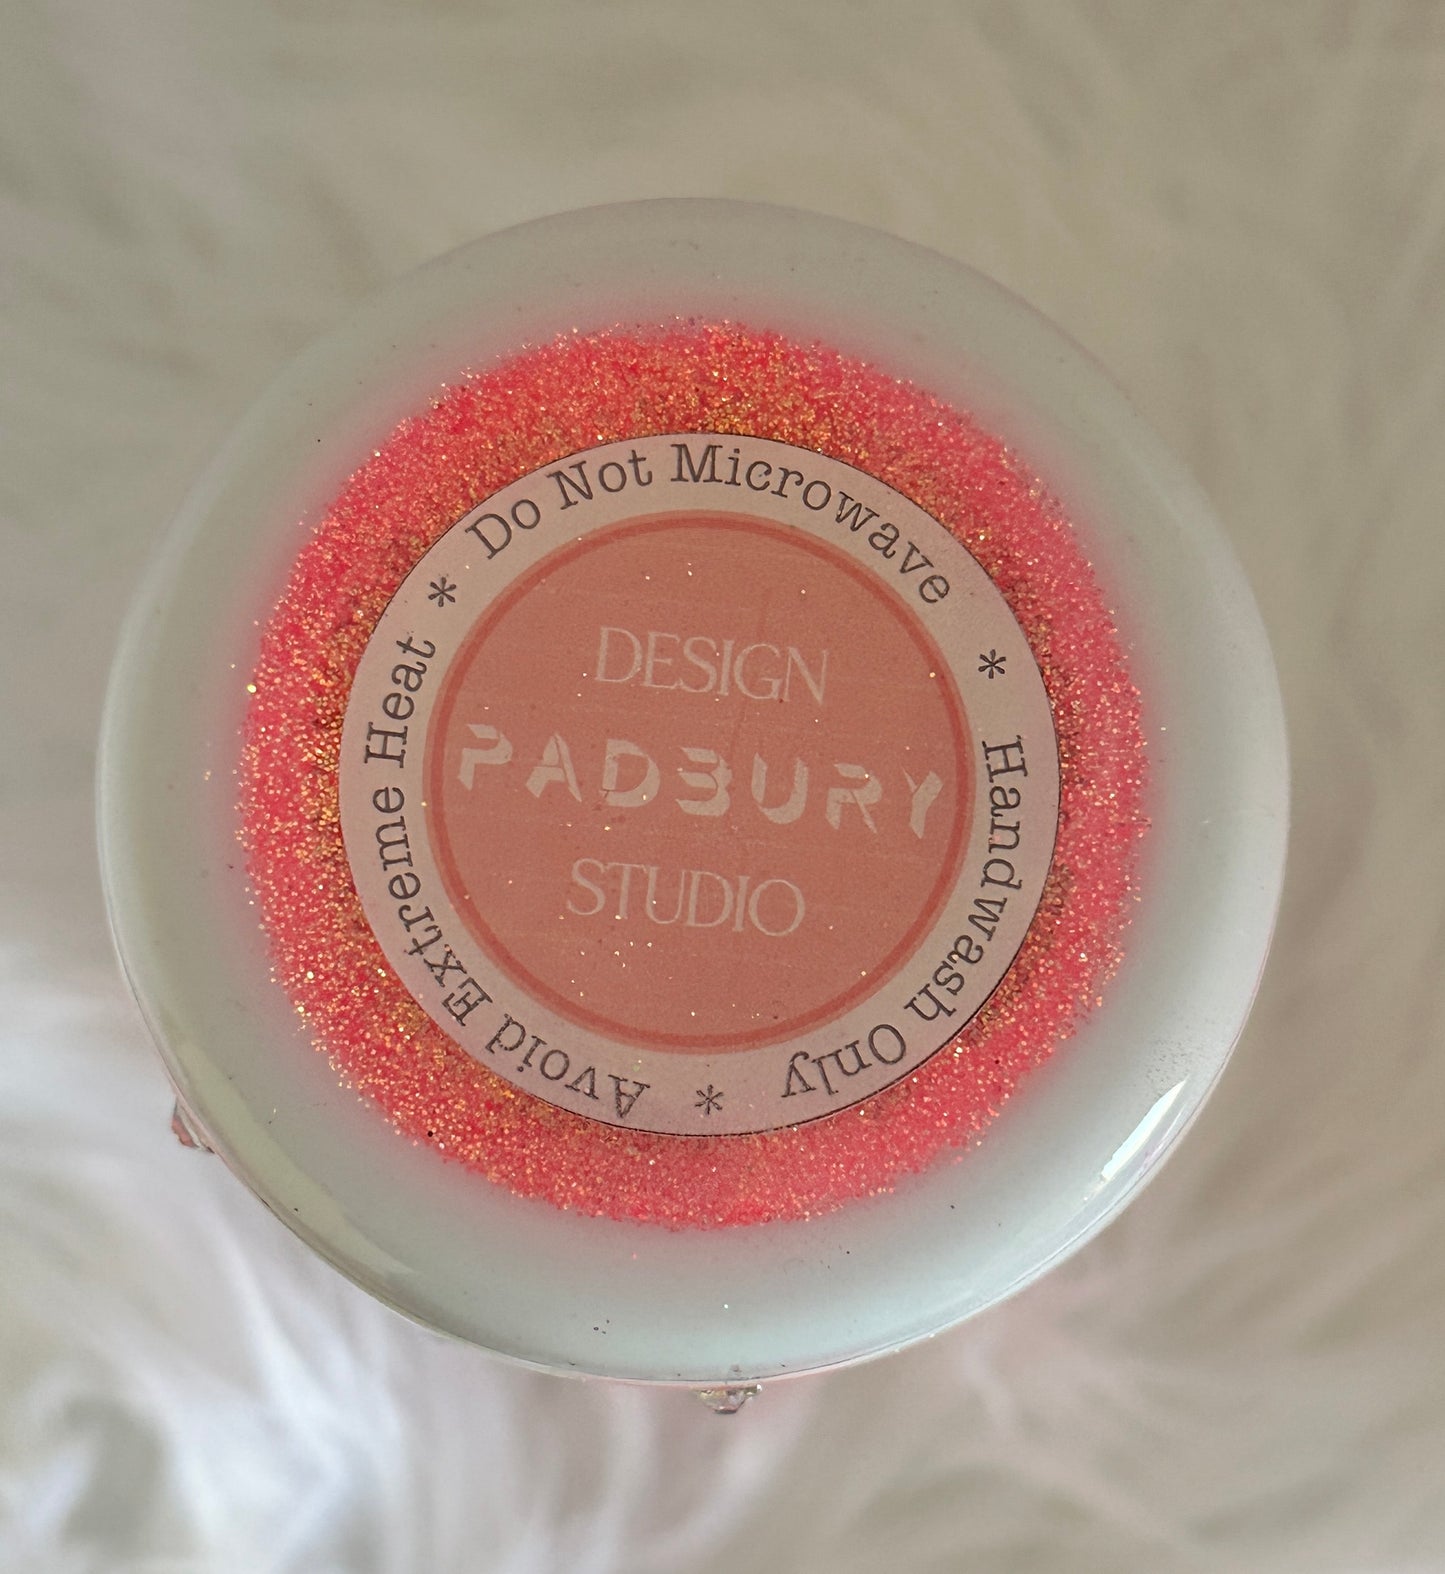 * Do Not Microwave * Handwash Only * Avoid Extreme Heat
DESIGN
PADBURY
STUDIO